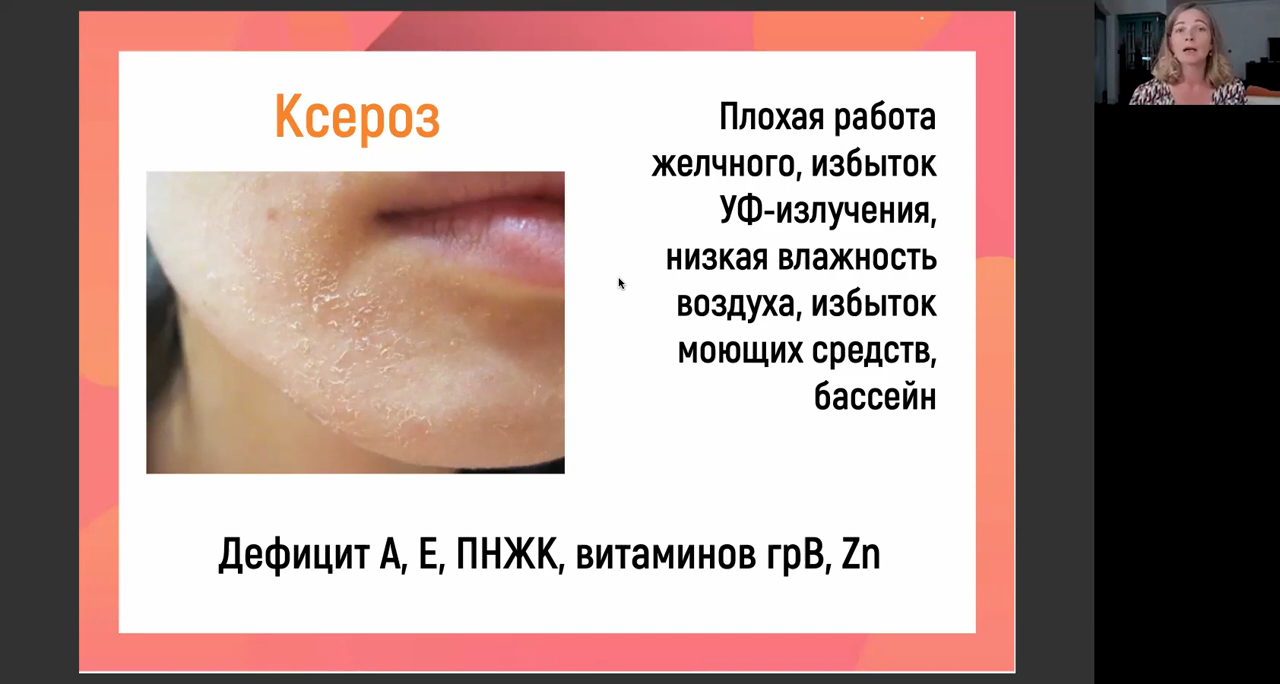 Ксероз
Плохая работа
желчного, избыток
УФ-излучения,
низкая влажность
воздуха, избыток
моющих средств,
бассейн
Дефицит А, Е, ПНЖК, витаминов грВ, Zn